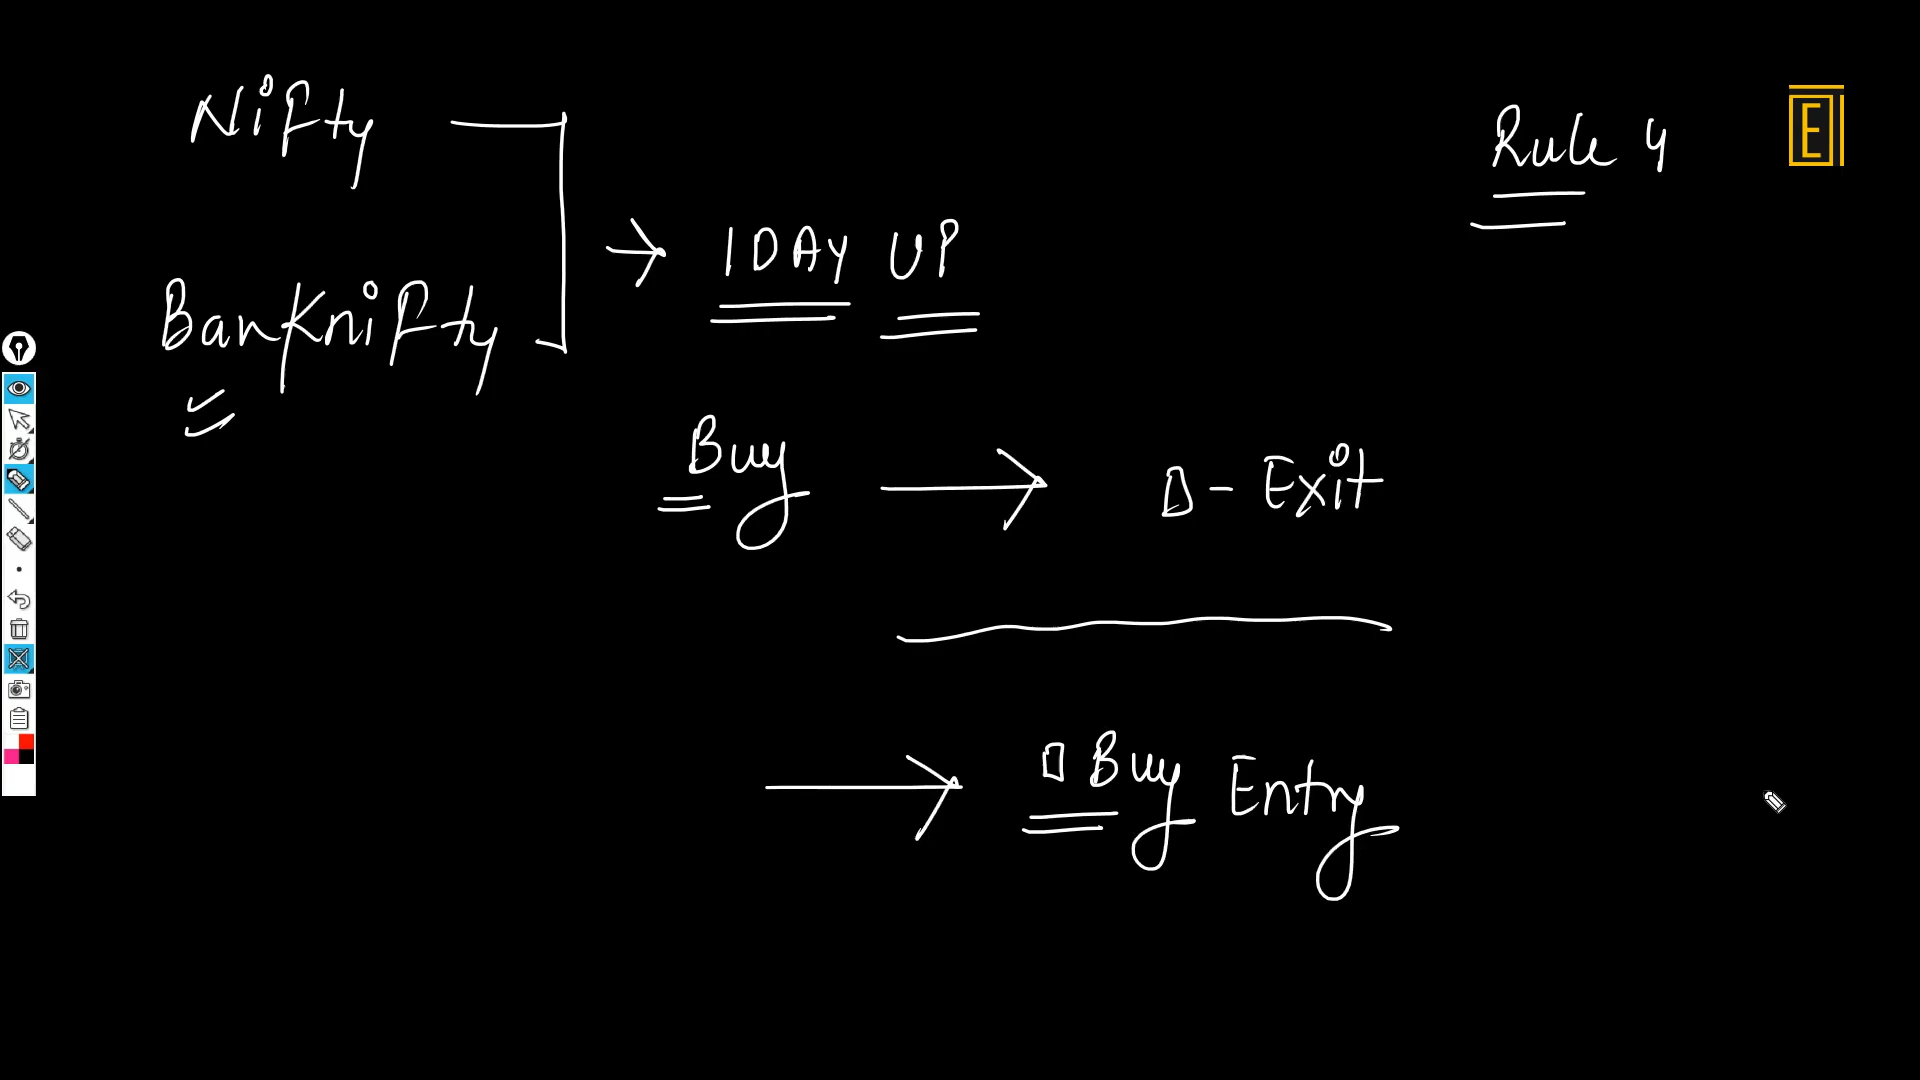 Nifty
Rule 4
E
1DAY UP
BanKnifty
Buy
D - Exit
Buy Entry